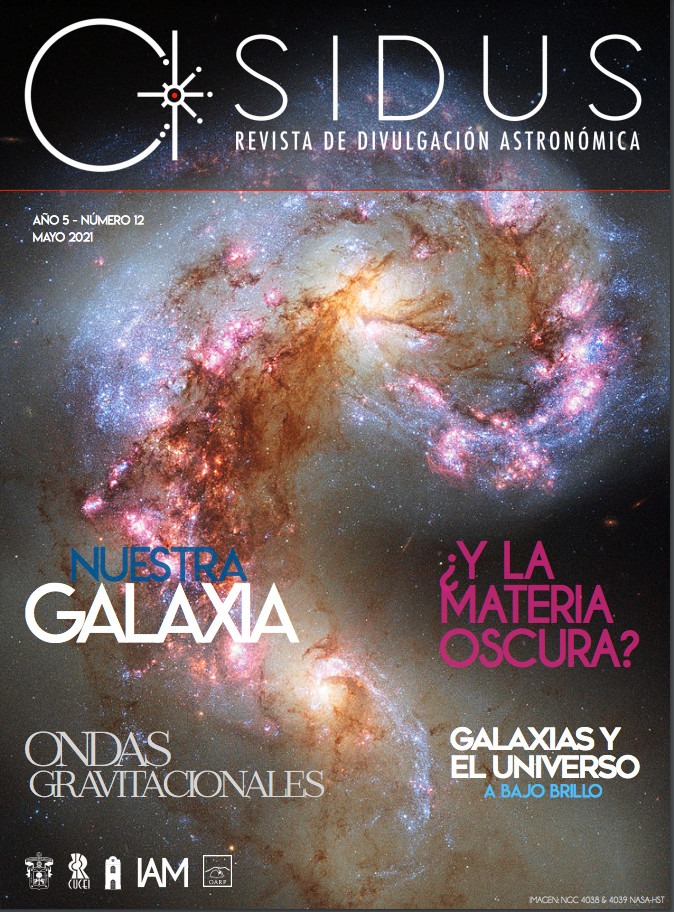 SIDUS
REVISTA DE DIVULGACIÓN ASTRONÓMICA
AÑO 5 - NÚMERO 12
MAYO 2021
NUESTRA
GALAXIA
¿Y LA
MATERIA
OSCURA?
ONDAS
GRAVITACIONALES
GALAXIAS Y
EL UNIVERSO
A BAJO BRILLO
CUCEI
IAM
GARP
IMAGEN: NGC 4038 & 4039 NASA-HST